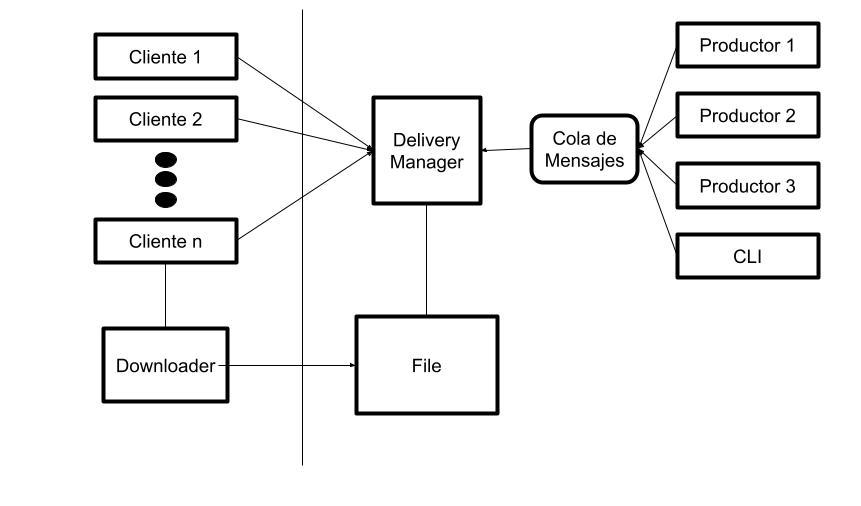 Cliente 1
Cliente 2
Cliente n
Downloader
Delivery
Manager
File
Cola de
Mensajes
Productor 1
Productor 2
Productor 3
CLI